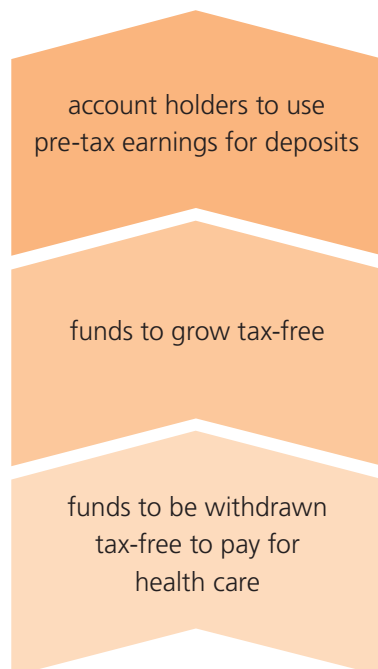 account holders to use
pre-tax earnings for deposits
funds to grow tax-free
funds to be withdrawn
tax-free to pay for
health care